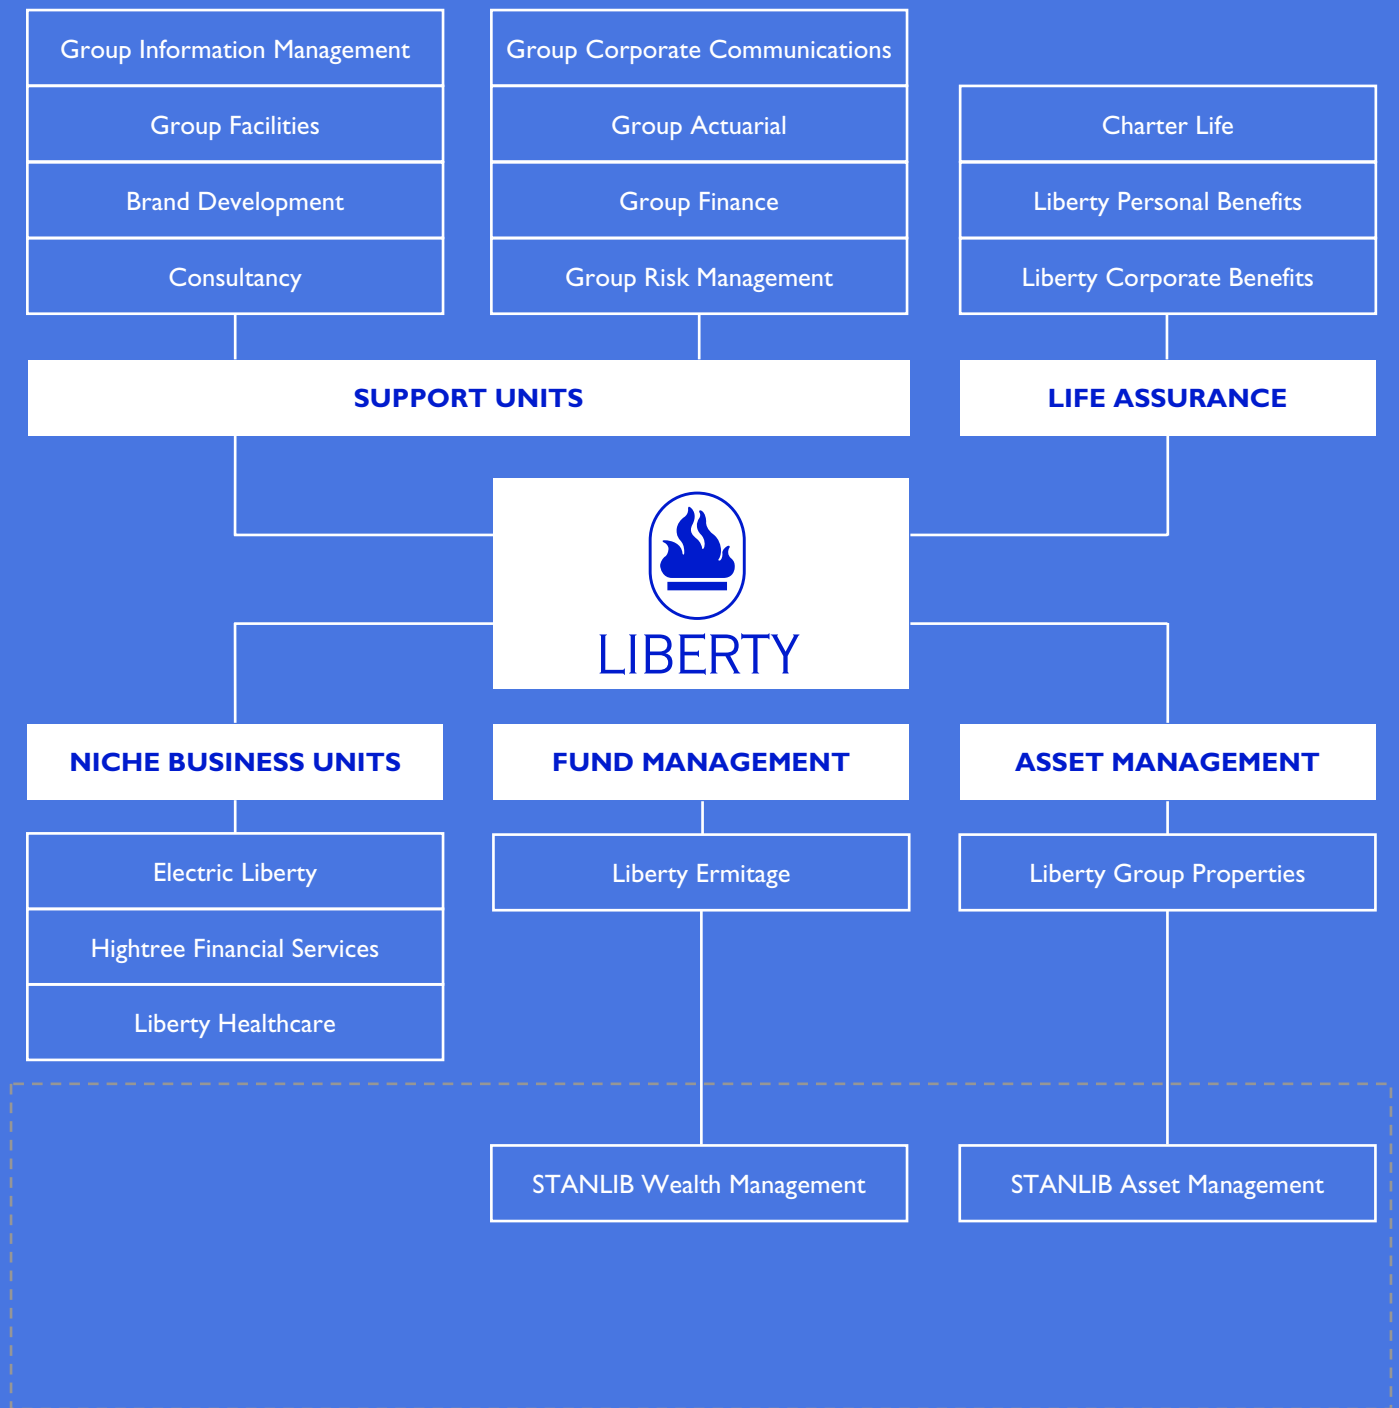 Group Information Management
Group Facilities
Brand Development
Consultancy
Group Corporate Communications
Group Actuarial
Group Finance
Group Risk Management
Charter Life
Liberty Personal Benefits
Liberty Corporate Benefits
SUPPORT UNITS
LIFE ASSURANCE
LIBERTY
NICHE BUSINESS UNITS
FUND MANAGEMENT
ASSET MANAGEMENT
Electric Liberty
Hightree Financial Services
Liberty Healthcare
Liberty Ermitage
Liberty Group Properties
STANLIB Wealth Management
STANLIB Asset Management